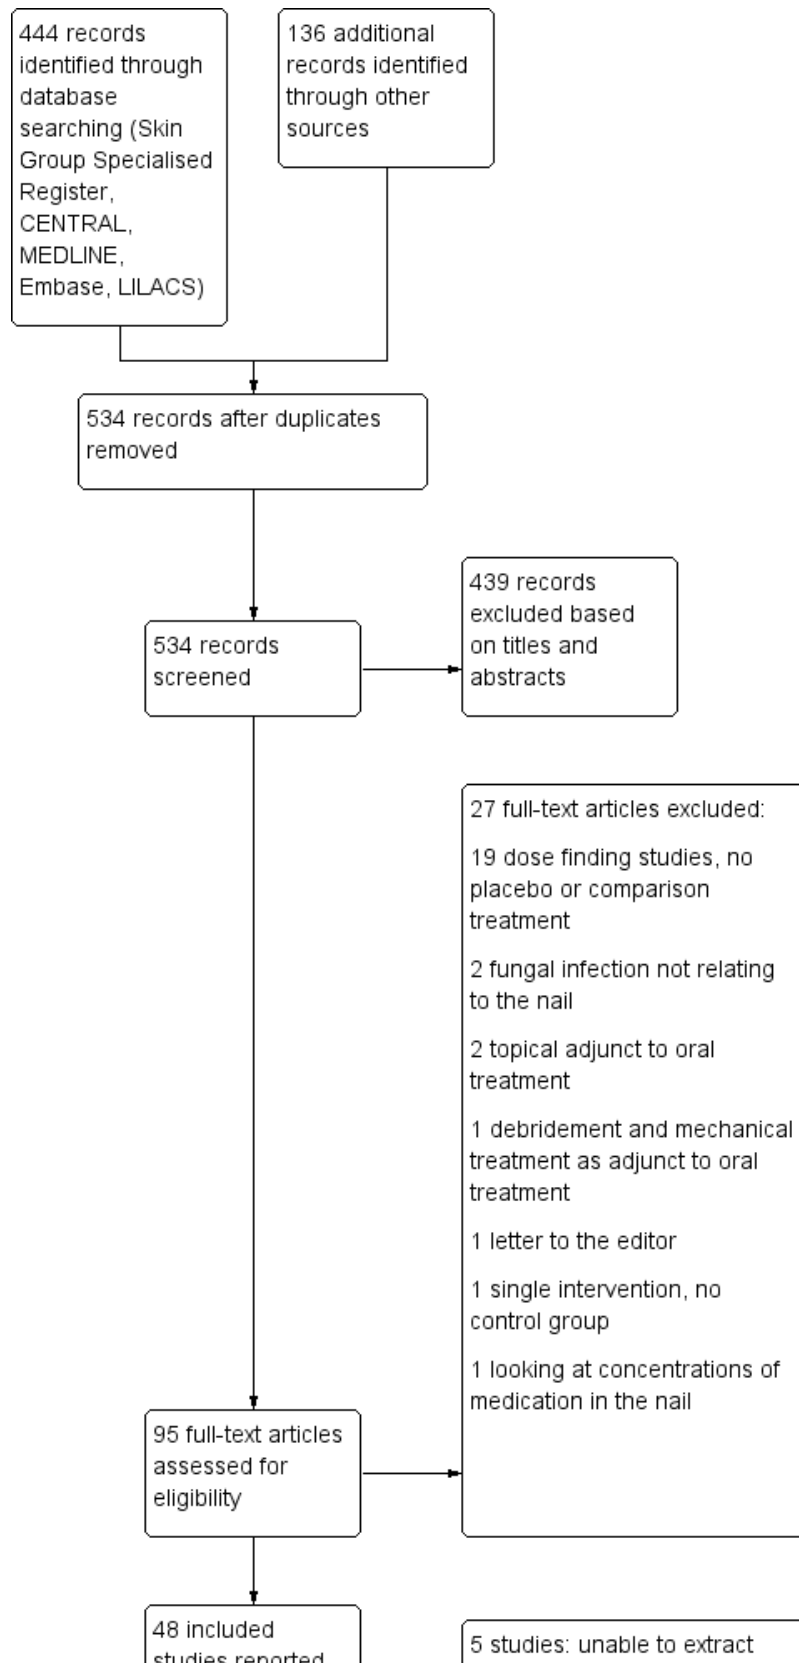 444 records
identified through
database
searching (Skin
Group Specialised
Register,
CENTRAL,
MEDLINE,
Embase, LILACS)
136 additional
records identified
through other
sources
534 records after duplicates
removed
534 records
screened
439 records
excluded based
on titles and
abstracts
27 full-text articles excluded:
19 dose finding studies, no
placebo or comparison
treatment
2 fungal infection not relating
to the nail
2 topical adjunct to oral
treatment
1 debridement and mechanical
treatment as adjunct to oral
treatment
1 letter to the editor
1 single intervention, no
control group
1 looking at concentrations of
medication in the nail
95 full-text articles
assessed for
eligibility
48 included
studies reported
5 studies: unable to extract